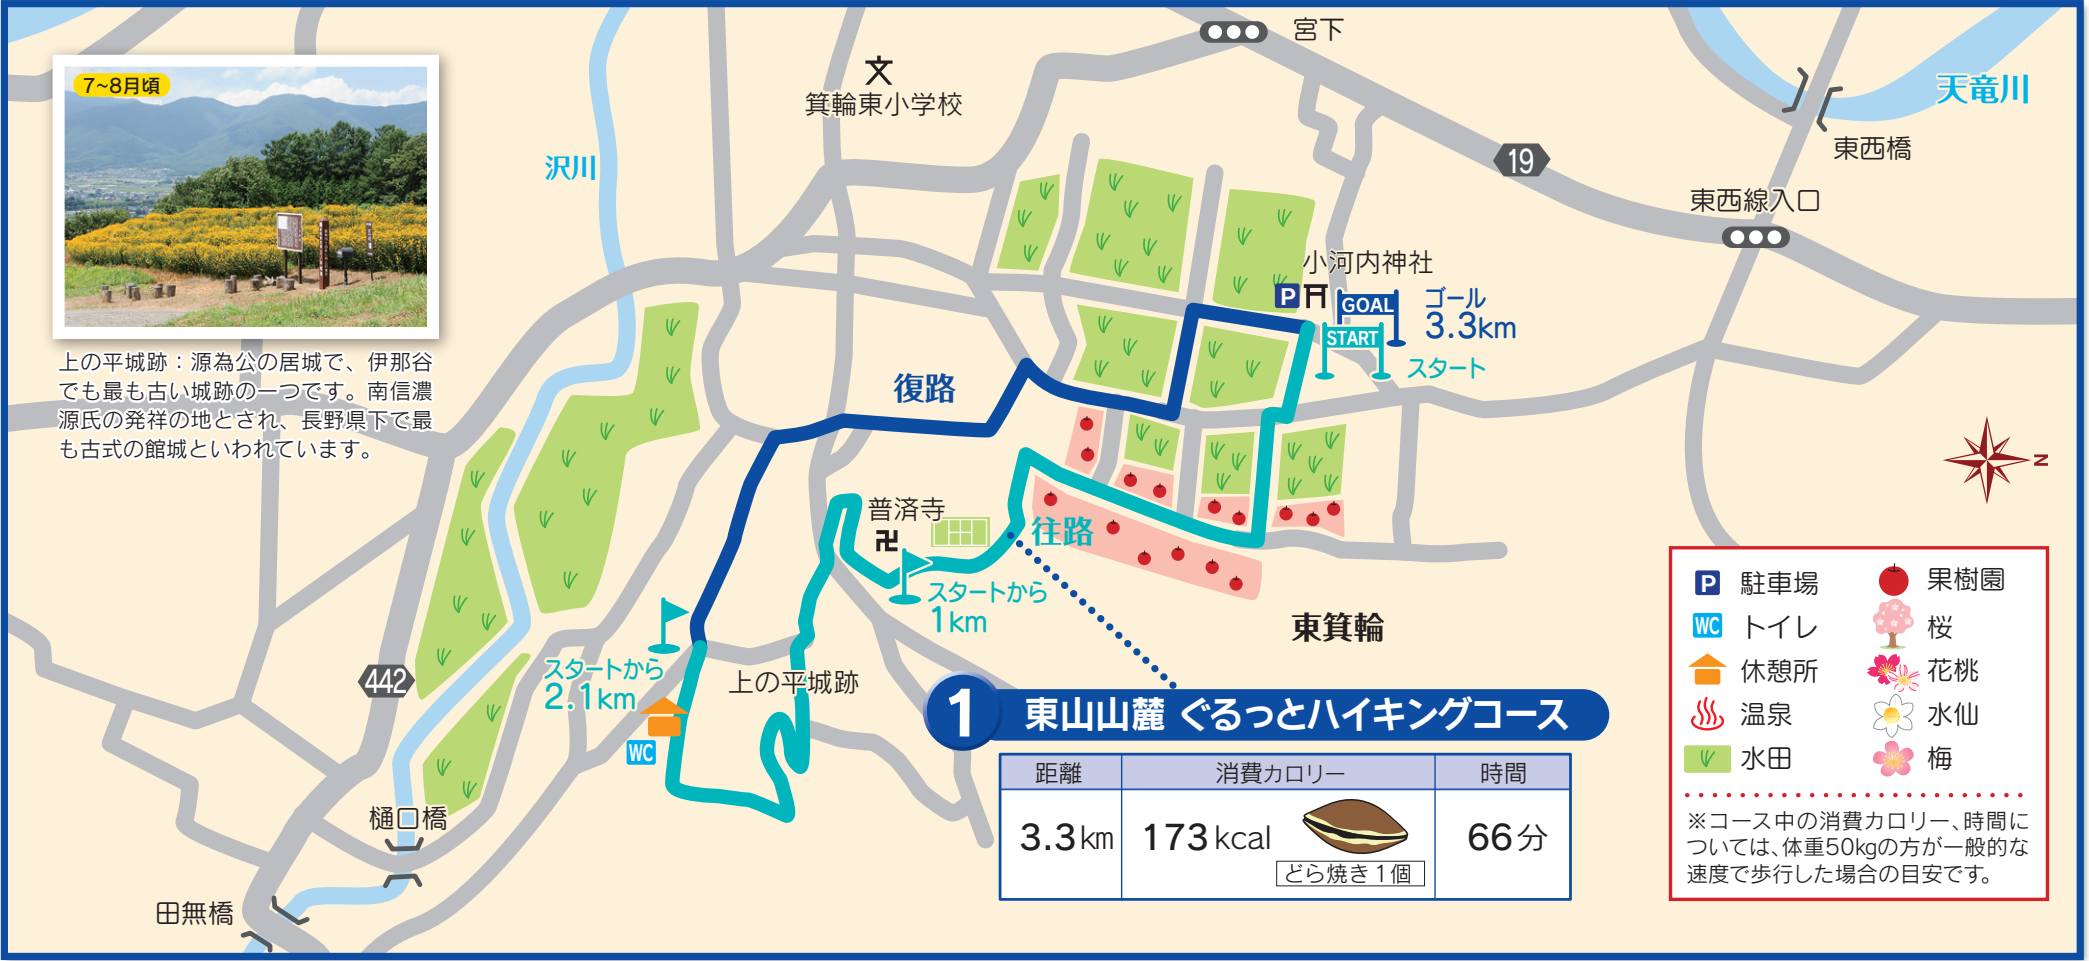 7~8月頃
上の平城跡：源為公の居城で、伊那谷
でも最も古い城跡の一つです。南信濃
源氏の発祥の地とされ、長野県下で最
も古式の館城といわれています。
宮下
文
箕輪東小学校
沢川
天竜川
東西橋
19
東西線入口
小河内神社
P
GOAL
ゴール
3.3km
START
スタート
復路
往路
普済寺
卍
スタートから
1km
東箕輪
N
442
スタートから
2.1km
WC
上の平城跡
樋口橋
田無橋
1 東山山麓 ぐるっとハイキングコース
距離 消費カロリー 時間
3.3km 173kcal 66分
どら焼き1個
P 駐車場
WC トイレ
休憩所
温泉
水田
果樹園
桜
花桃
水仙
梅
※コース中の消費カロリー、時間に
ついては、体重50kgの方が一般的な
速度で歩行した場合の目安です。